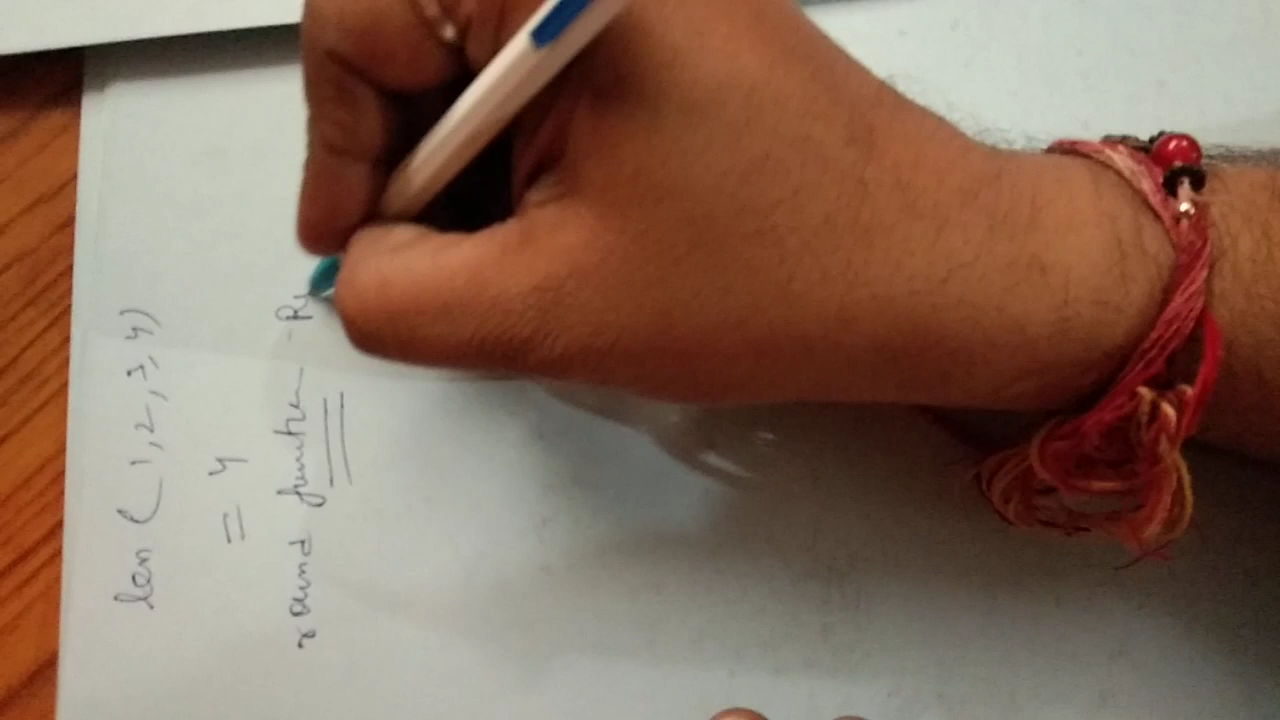 len (1,2,3,4)
= 4
round function - R